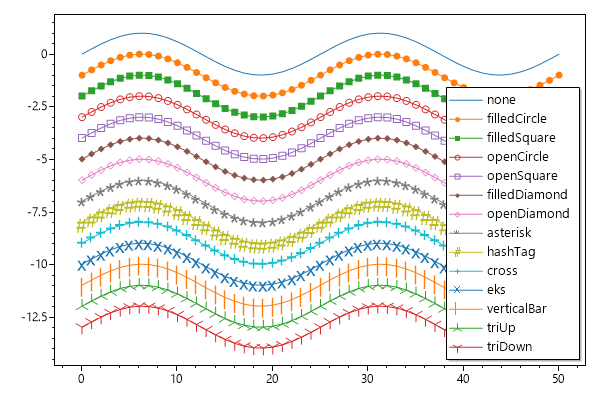 0
-2.5
-5
-7.5
-10
-12.5
none
filledCircle
filledSquare
openCircle
openSquare
filledDiamond
openDiamond
asterisk
hashTag
cross
eks
verticalBar
triUp
triDown
0 10 20 30 40 50